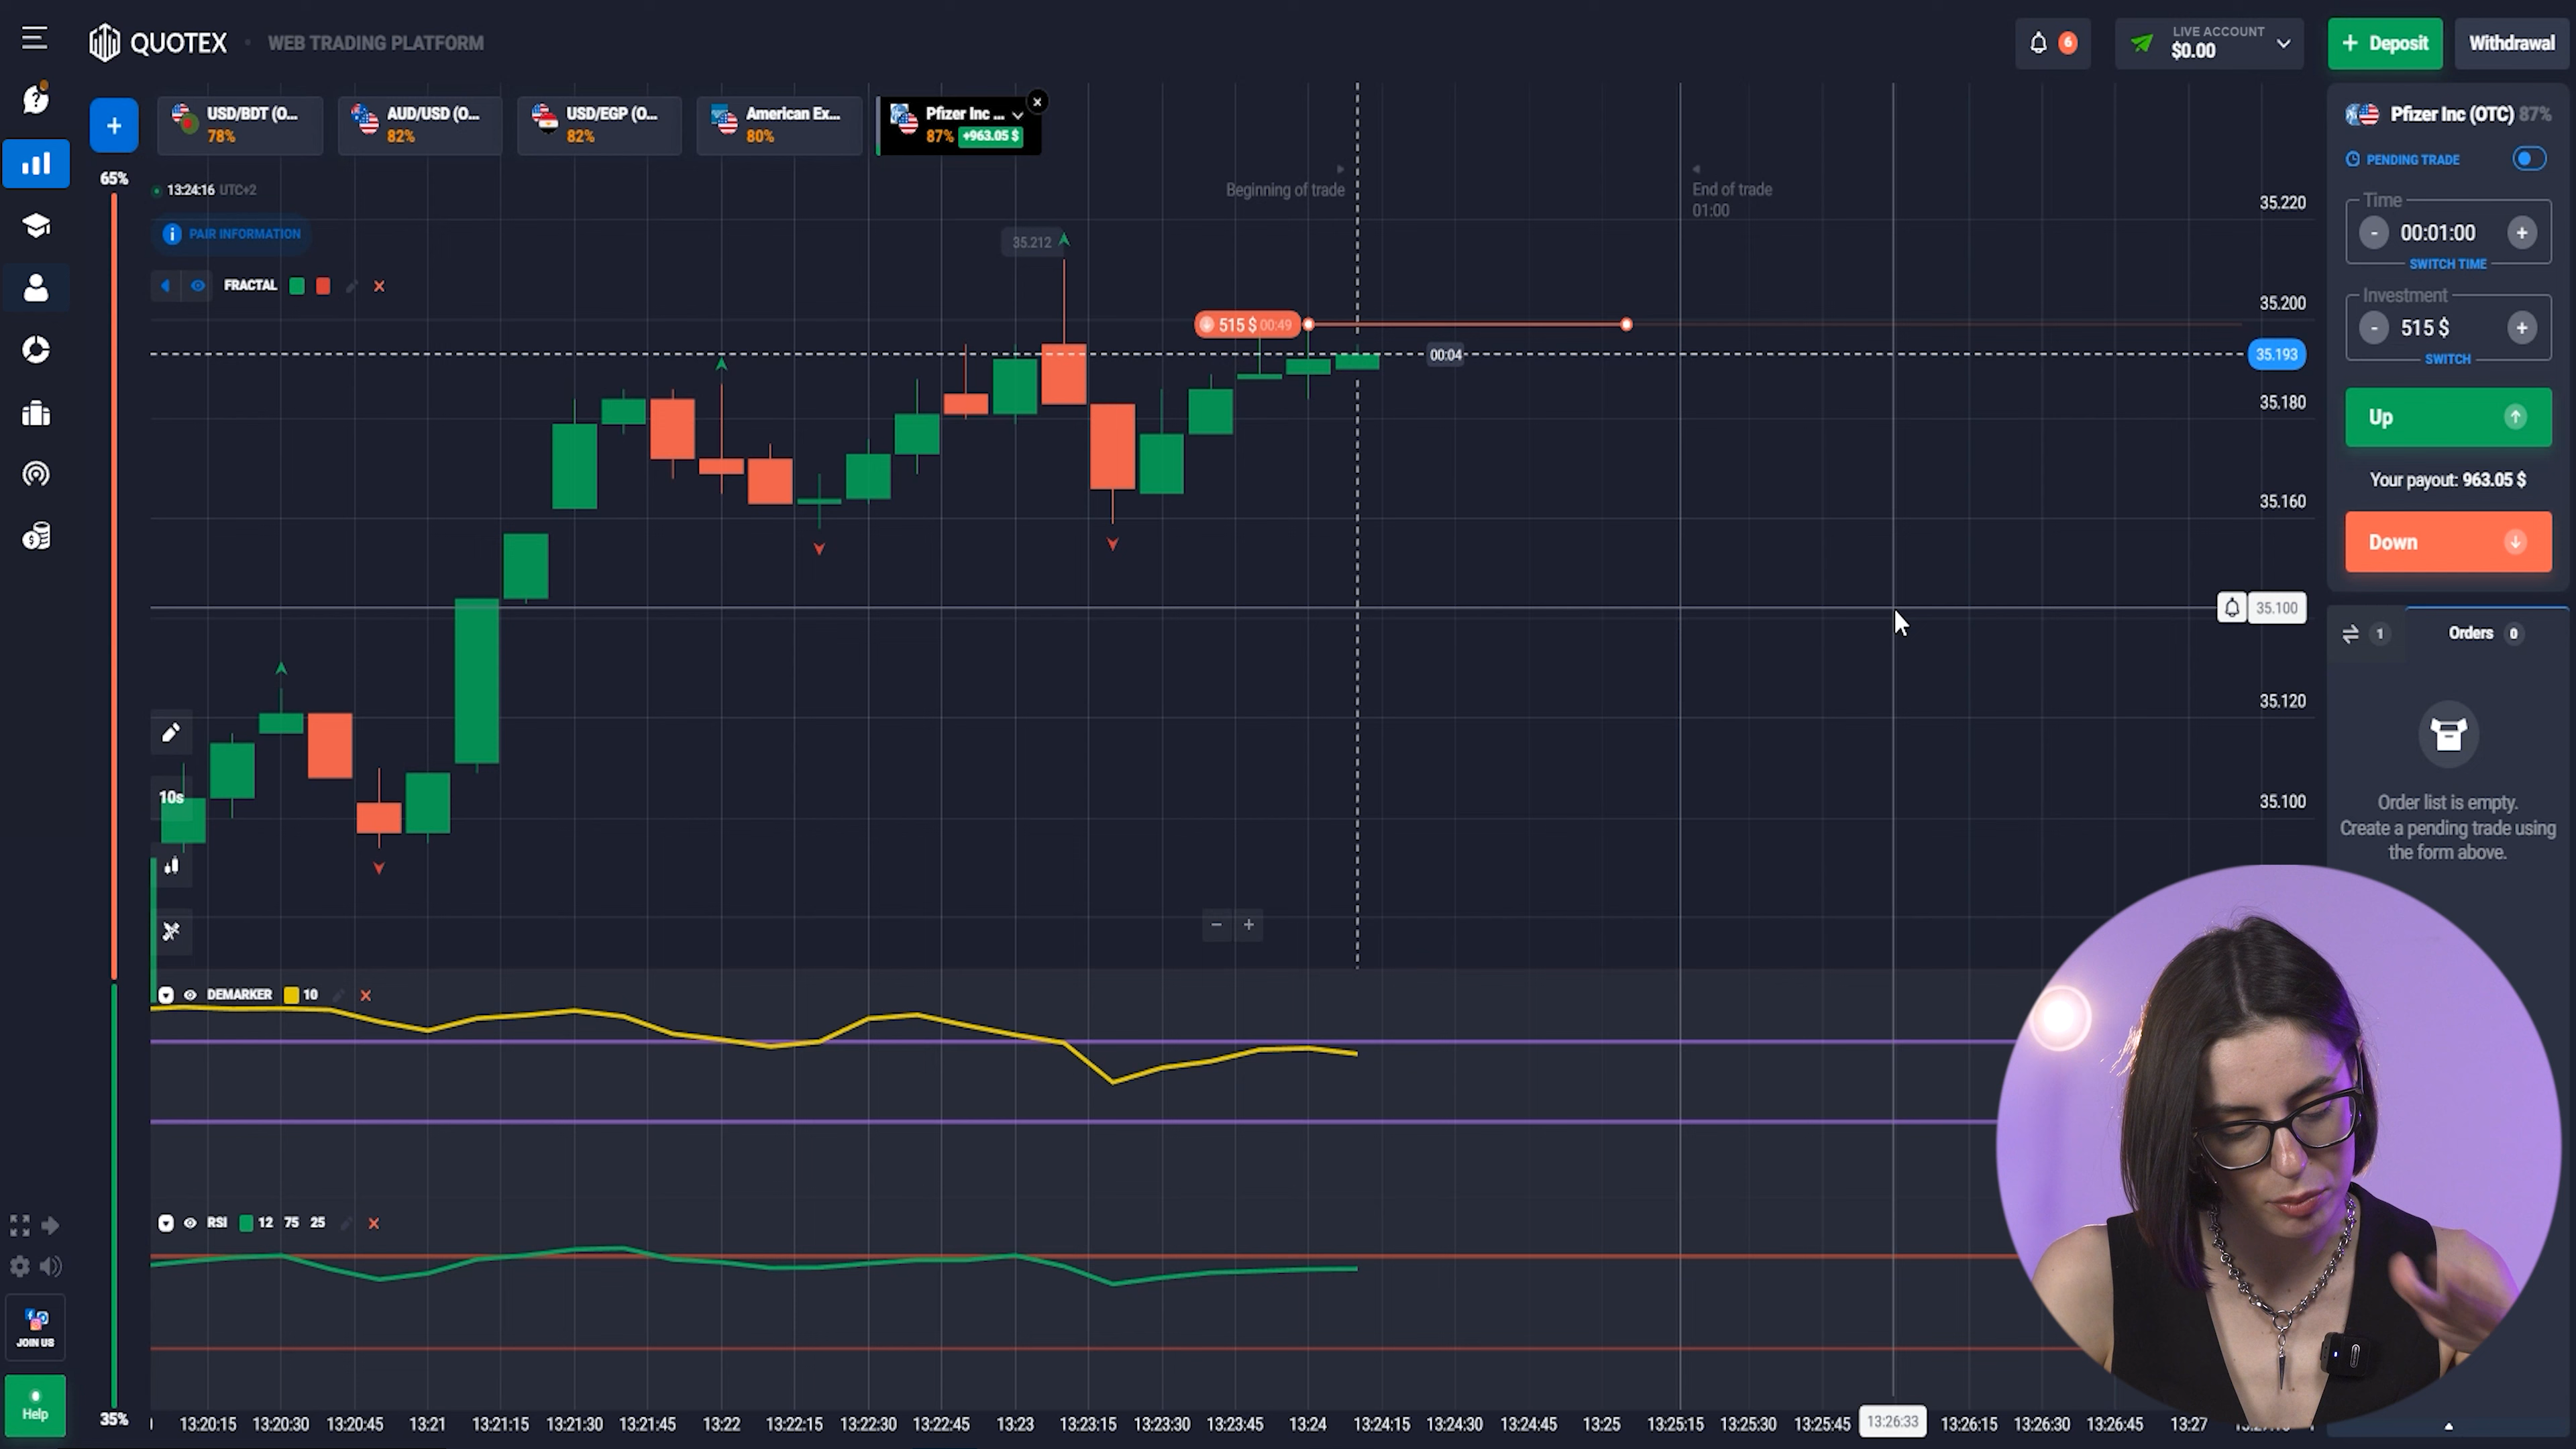 QUOTEX
WEB TRADING PLATFORM
6
LIVE ACCOUNT
$0.00
+ Deposit
Withdrawal
+
USD/BDT (O...
78%
AUD/USD (O...
82%
USD/EGP (O...
82%
American Ex...
80%
Pfizer Inc ...
87% +963.05 $
65%
13:24:16 UTC+2
PAIR INFORMATION
FRACTAL
Beginning of trade
End of trade
01:00
35.212
515 $ 00:49
00:04
35.220
35.200
35.193
35.180
35.160
35.100
35.120
35.100
Pfizer Inc (OTC) 87%
PENDING TRADE
Time
- 00:01:00 +
SWITCH TIME
Investment
- 515 $ +
SWITCH
Up
Your payout: 963.05 $
Down
1
Orders 0
Order list is empty.
Create a pending trade using
the form above.
10s
DEMARKER 10
RSI 12 75 25
JOIN US
Help
35%
13:20:15 13:20:30 13:20:45 13:21 13:21:15 13:21:30 13:21:45 13:22 13:22:15 13:22:30 13:22:45 13:23 13:23:15 13:23:30 13:23:45 13:24 13:24:15 13:24:30 13:24:45 13:25 13:25:15 13:25:30 13:25:45 13:26:33 13:26:15 13:26:30 13:26:45 13:27